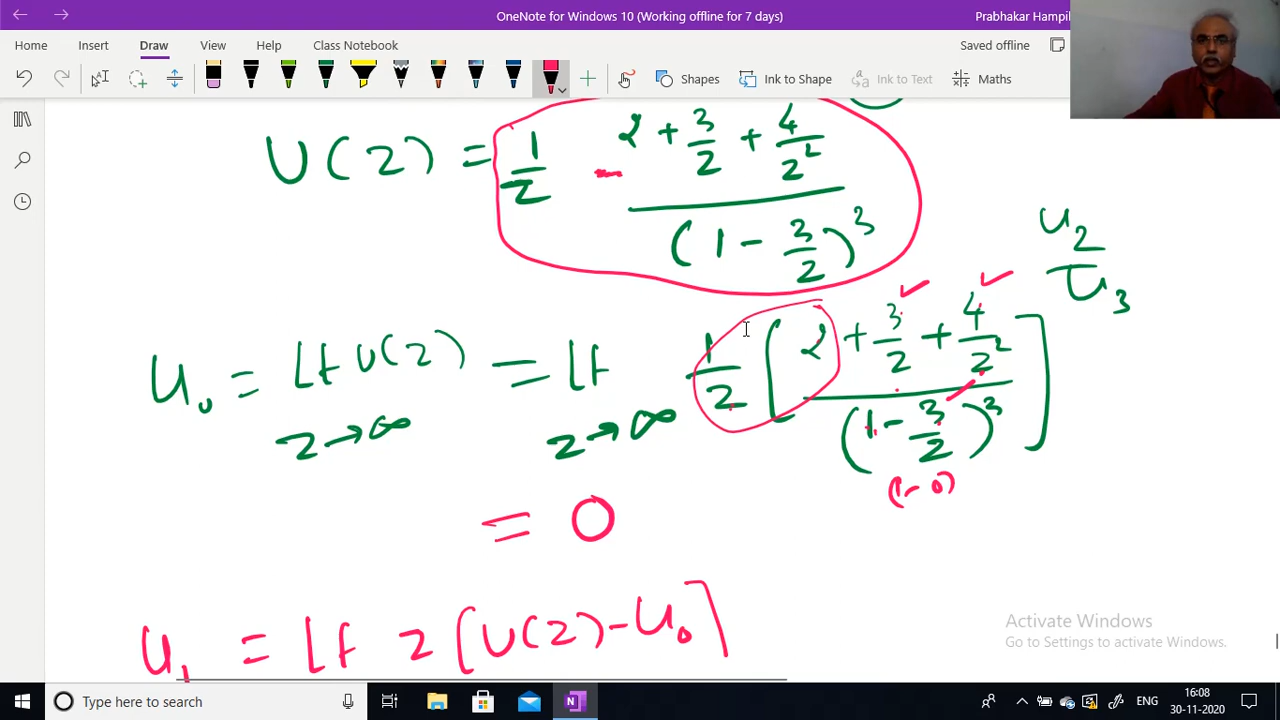 OneNote for Windows 10 (Working offline for 7 days)
Prabhakar Hampil
Home Insert Draw View Help Class Notebook
Saved offline
Shapes Ink to Shape Ink to Text Maths
U(z) = 1/z - (2 + 3/z + 4/z²) / (1 - 3/z)³
u₂
u₃
u₀ = Lt U(z) = Lt 1/z [ (2 + 3/z + 4/z²) / (1 - 3/z)³ ]
z→∞ z→∞
(1-0)
= 0
u₁ = Lt z [U(z) - u₀]
Activate Windows
Go to Settings to activate Windows.
Type here to search
ENG
16:08
30-11-2020